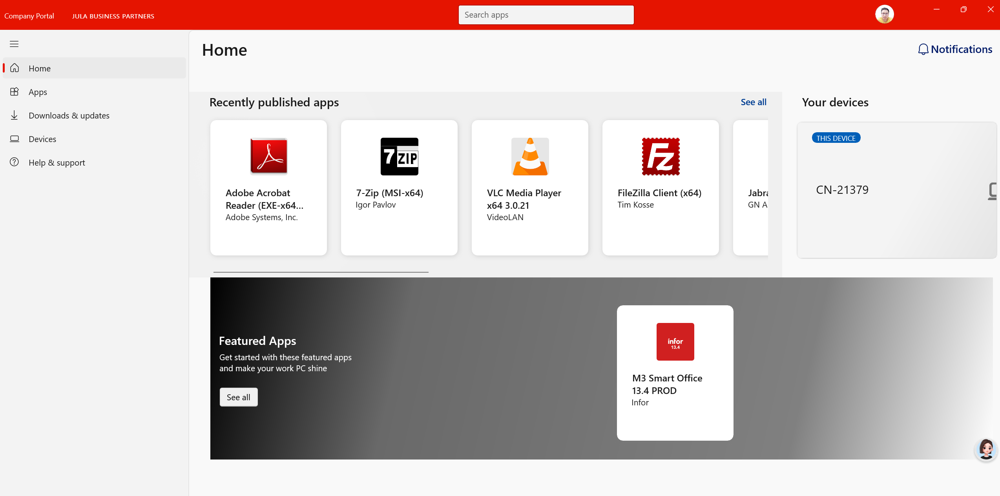 Company Portal
JULA BUSINESS PARTNERS
Search apps
Home
Apps
Downloads & updates
Devices
Help & support
Home
Notifications
Recently published apps
See all
Adobe Acrobat
Reader (EXE-x64...
Adobe Systems, Inc.
7 ZIP
7-Zip (MSI-x64)
Igor Pavlov
VLC Media Player
x64 3.0.21
VideoLAN
FZ
FileZilla Client (x64)
Tim Kosse
GN A
Your devices
THIS DEVICE
CN-21379
Featured Apps
Get started with these featured apps
and make your work PC shine
See all
infor
13.4
M3 Smart Office
13.4 PROD
Infor